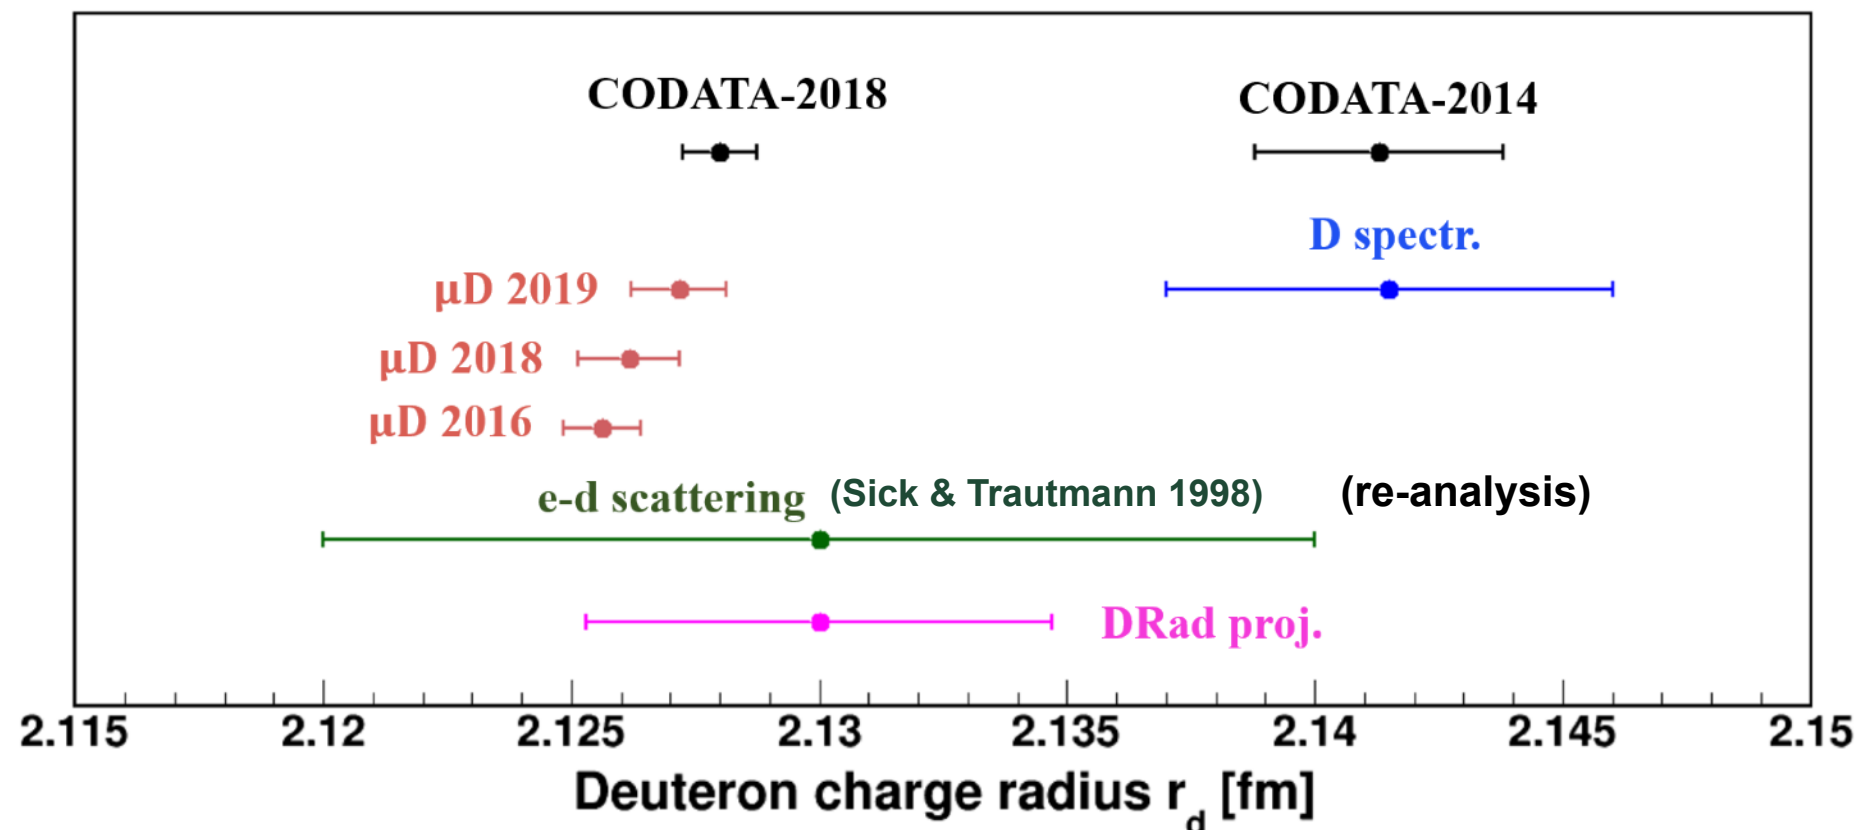 CODATA-2018
CODATA-2014
D spectr.
μD 2019
μD 2018
μD 2016
e-d scattering (Sick & Trautmann 1998) (re-analysis)
DRad proj.
2.115 2.12 2.125 2.13 2.135 2.14 2.145 2.15
Deuteron charge radius r_d [fm]